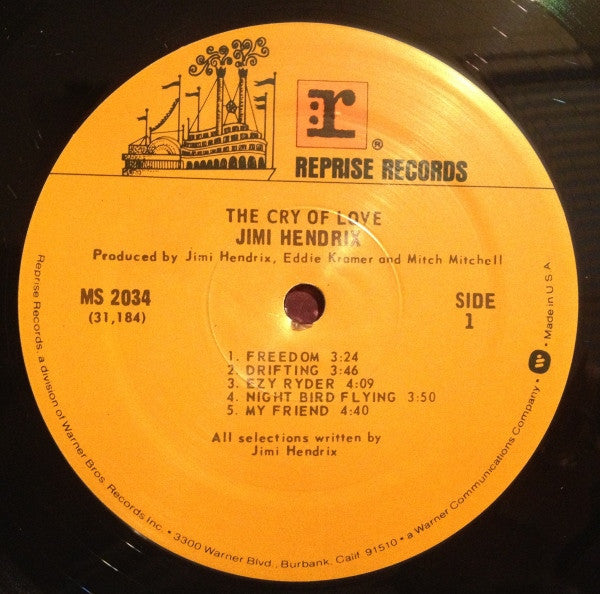 :r
®
REPRISE RECORDS
THE CRY OF LOVE
JIMI HENDRIX
Produced by Jimi Hendrix, Eddie Kramer and Mitch Mitchell
MS 2034
(31,184)
SIDE
1
1. FREEDOM 3:24
2. DRIFTING 3:46
3. EZY RYDER 4:09
4. NIGHT BIRD FLYING 3:50
5. MY FRIEND 4:40
All selections written by
Jimi Hendrix
Reprise Records, a division of Warner Bros. Records Inc. • 3300 Warner Blvd., Burbank, Calif. 91510 • a Warner Communications Company • W • Made in U.S.A.